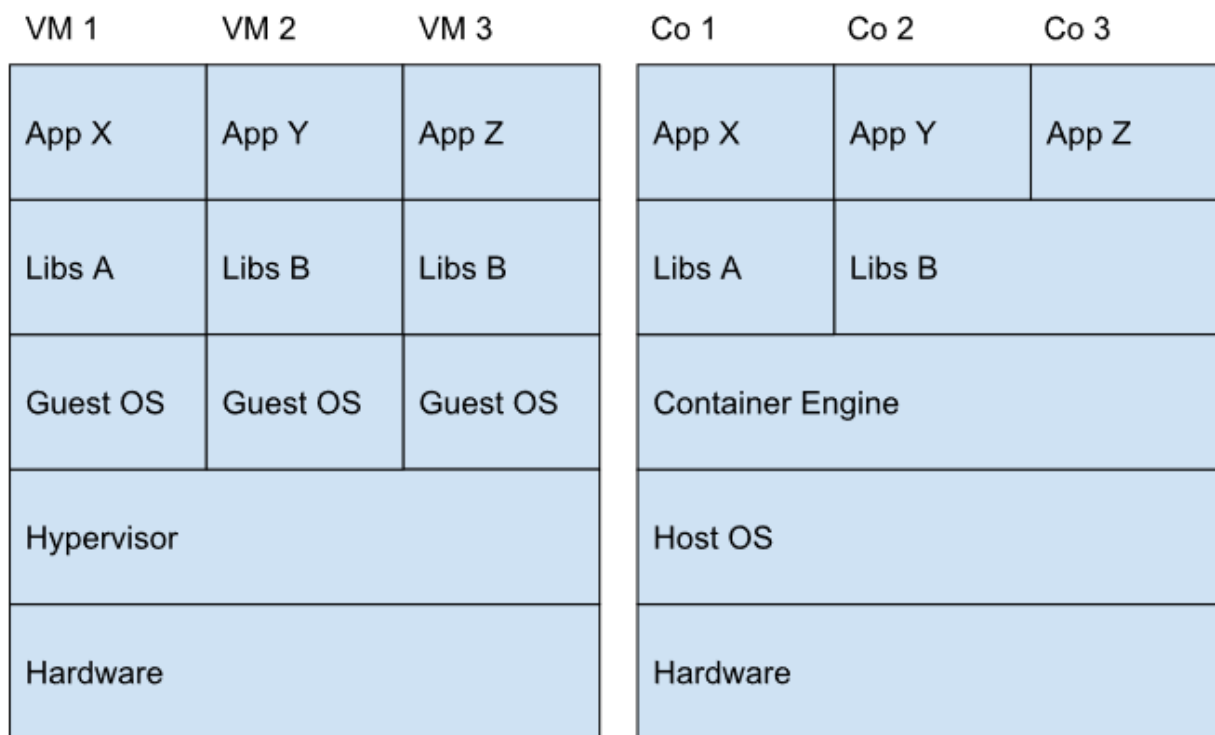 VM 1 VM 2 VM 3 Co 1 Co 2 Co 3
App X App Y App Z App X App Y App Z
Libs A Libs B Libs B Libs A Libs B
Guest OS Guest OS Guest OS Container Engine
Hypervisor Host OS
Hardware Hardware